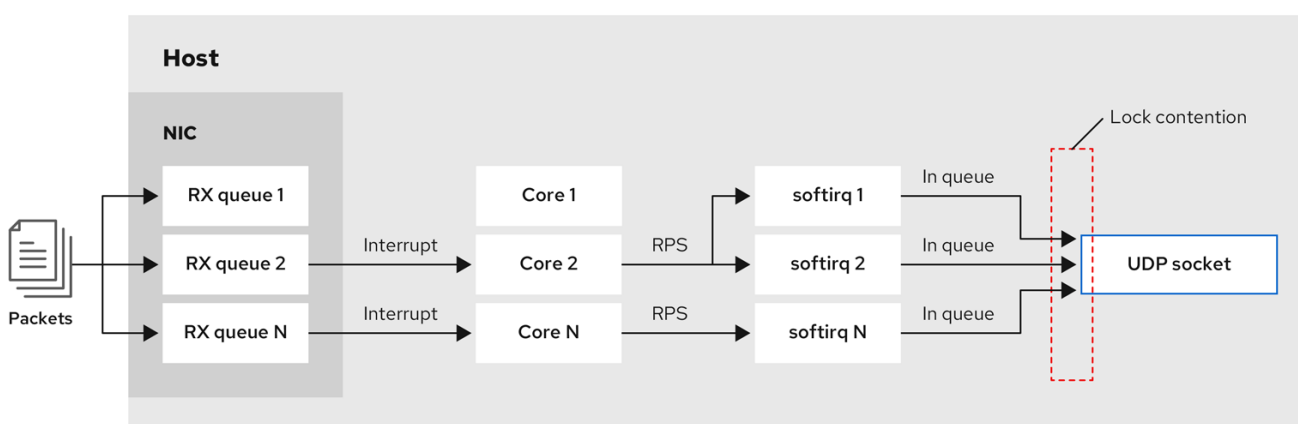 Host
Lock contention
NIC
RX queue 1
Core 1
softirq 1
In queue
Interrupt
RPS
In queue
RX queue 2
Core 2
softirq 2
UDP socket
Packets
Interrupt
RPS
In queue
RX queue N
Core N
softirq N